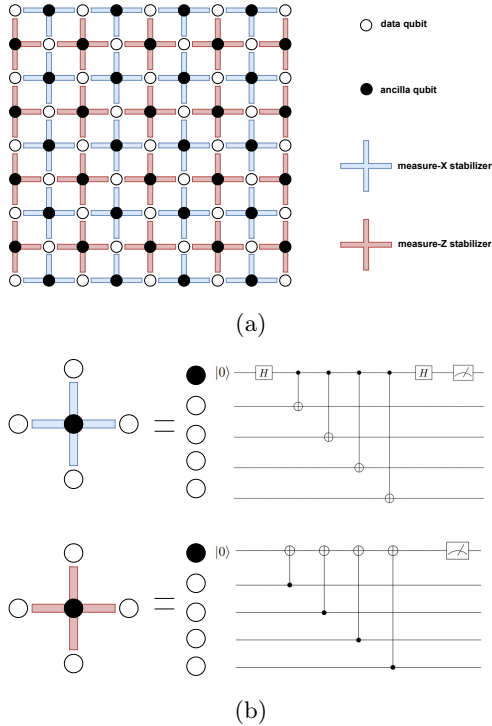 data qubit
ancilla qubit
measure-X stabilizer
measure-Z stabilizer
(a)
|0⟩ H H
|0⟩
(b)